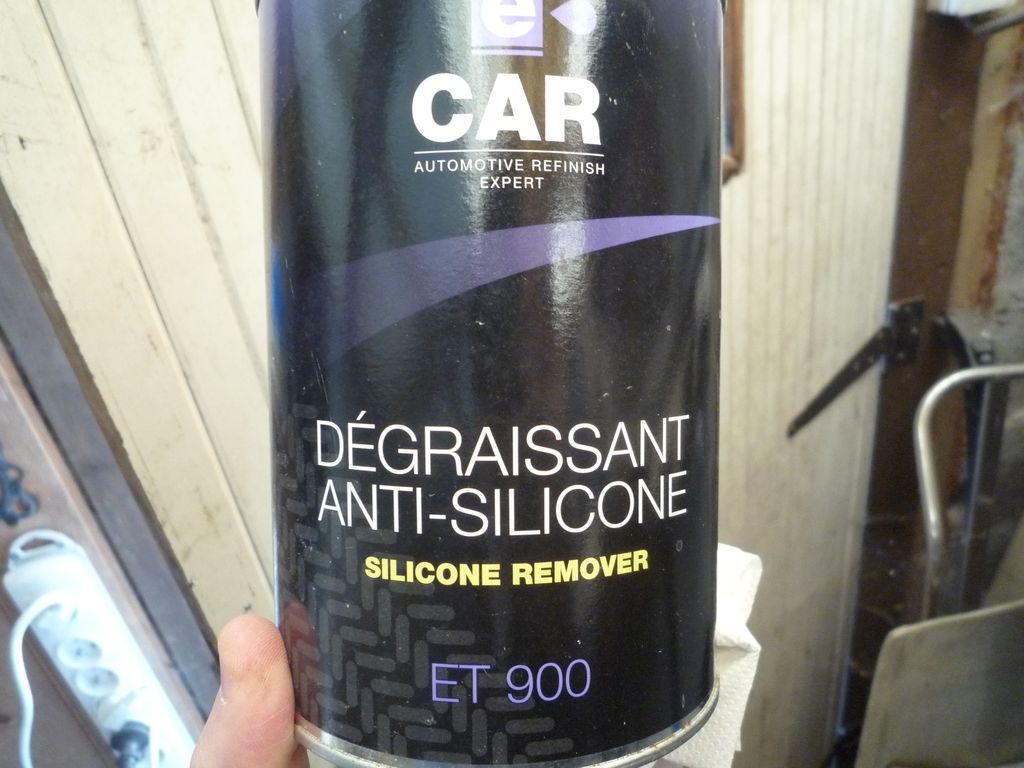 e
CAR
AUTOMOTIVE REFINISH
EXPERT
DÉGRAISSANT
ANTI-SILICONE
SILICONE REMOVER
ET 900